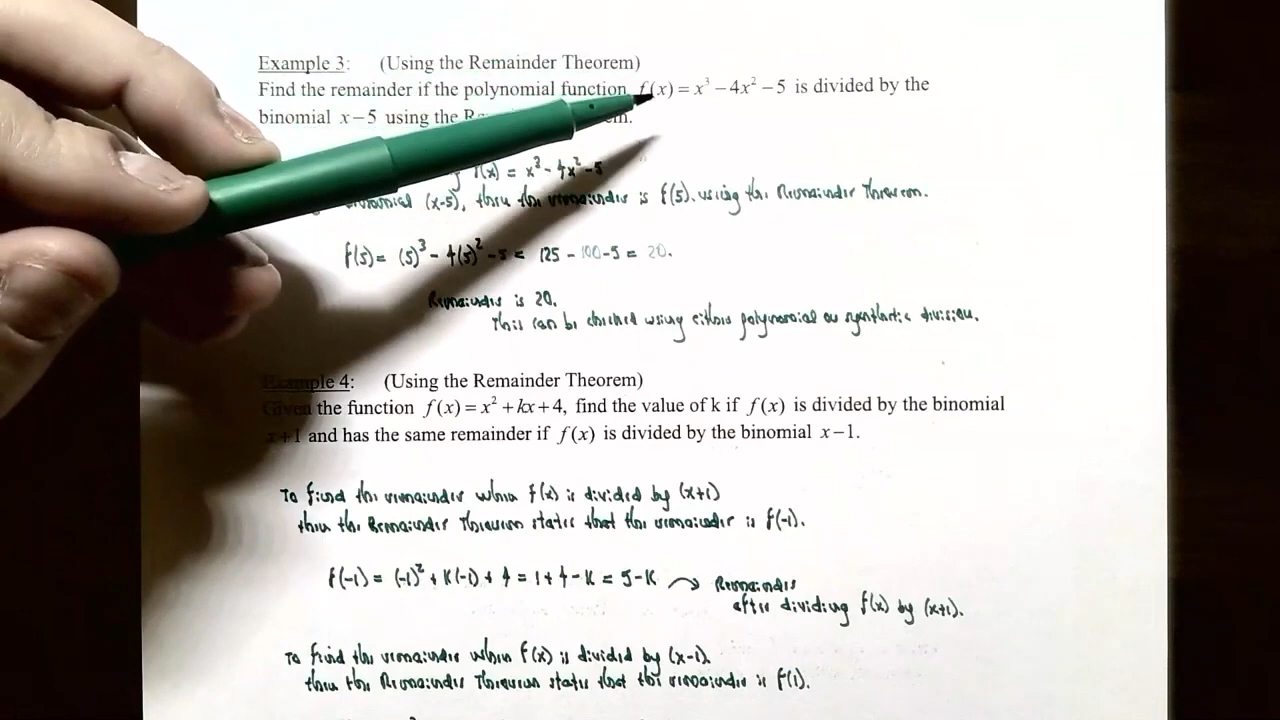 Example 3: (Using the Remainder Theorem)
Find the remainder if the polynomial function f(x) = x³ − 4x² − 5 is divided by the
binomial x − 5 using the
f(x) = x³ − 4x² − 5
(x-5), then the remainder is f(5). using the Remainder Theorem.
f(5) = (5)³ − 4(5)² − 5 = 125 − 100 − 5 = 20.
Remainder is 20.
This can be checked using either polynomial or synthetic division.
Example 4: (Using the Remainder Theorem)
Given the function f(x) = x² + kx + 4, find the value of k if f(x) is divided by the binomial
x + 1 and has the same remainder if f(x) is divided by the binomial x − 1.
To find the remainder when f(x) is divided by (x+1)
then the Remainder Theorem states that the remainder is f(-1).
f(-1) = (-1)² + K(-1) + 4 = 1 + 4 − K = 5 − K → Remainder
after dividing f(x) by (x+1).
To find the remainder when f(x) is divided by (x-1).
then the Remainder Theorem states that the remainder is f(1).